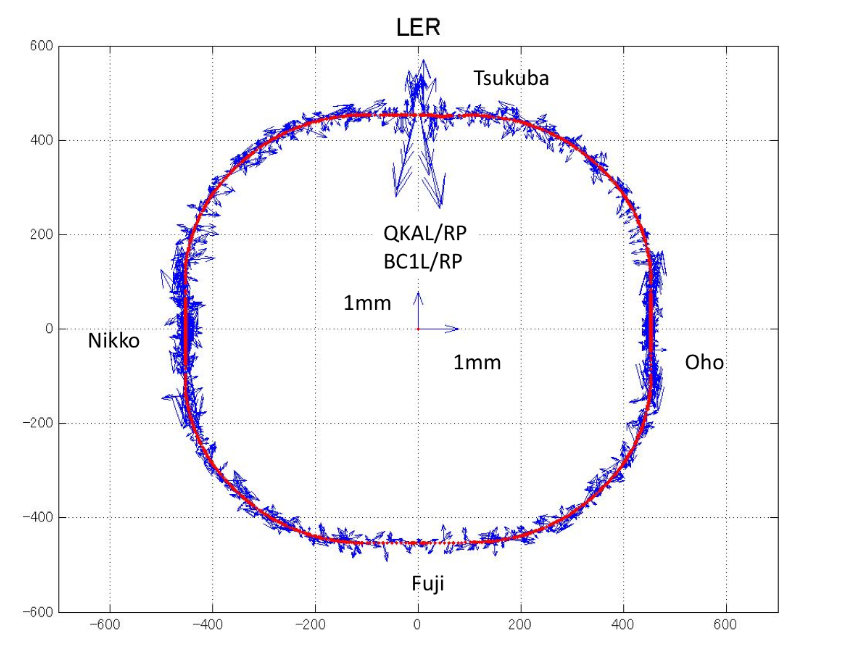 LER
600
Tsukuba
400
200
QKAL/RP
BC1L/RP
1mm
0
Nikko
1mm
Oho
−200
−400
Fuji
−600
−600
−400
−200
0
200
400
600